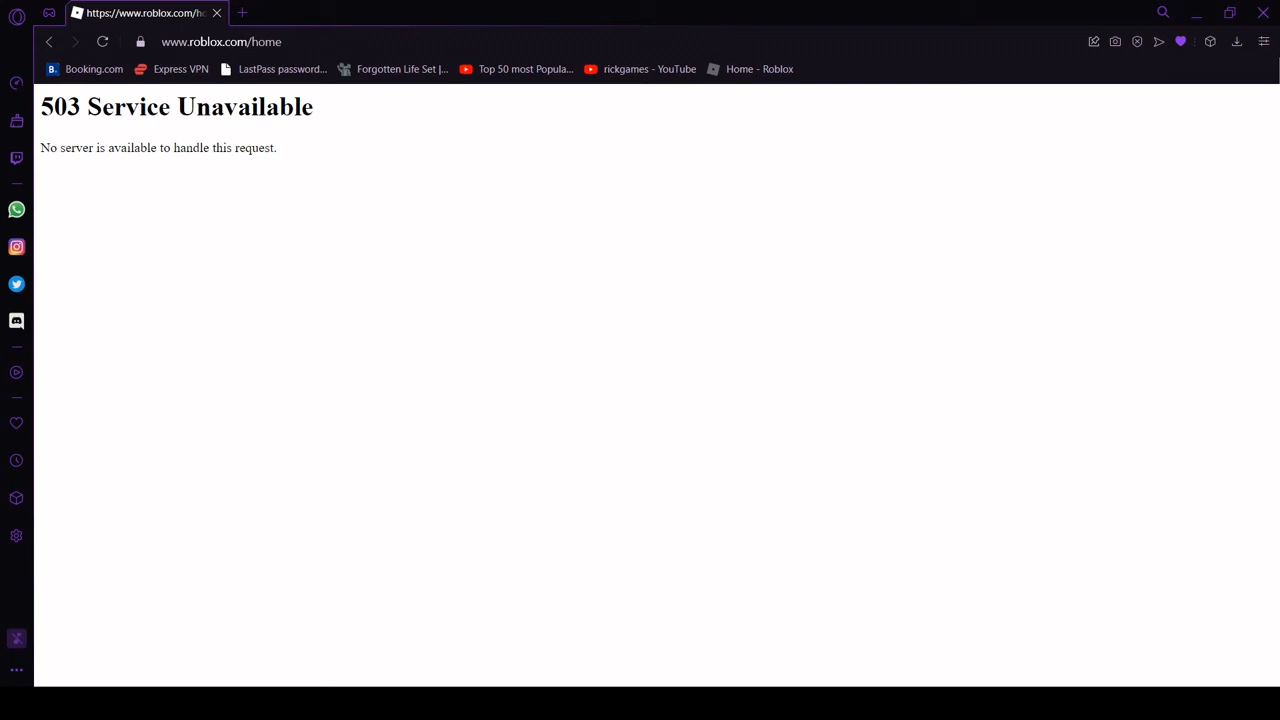 https://www.roblox.com/ho
www.roblox.com/home
B. Booking.com
Express VPN
LastPass password...
Forgotten Life Set |...
Top 50 most Popula...
rickgames - YouTube
Home - Roblox
503 Service Unavailable
No server is available to handle this request.